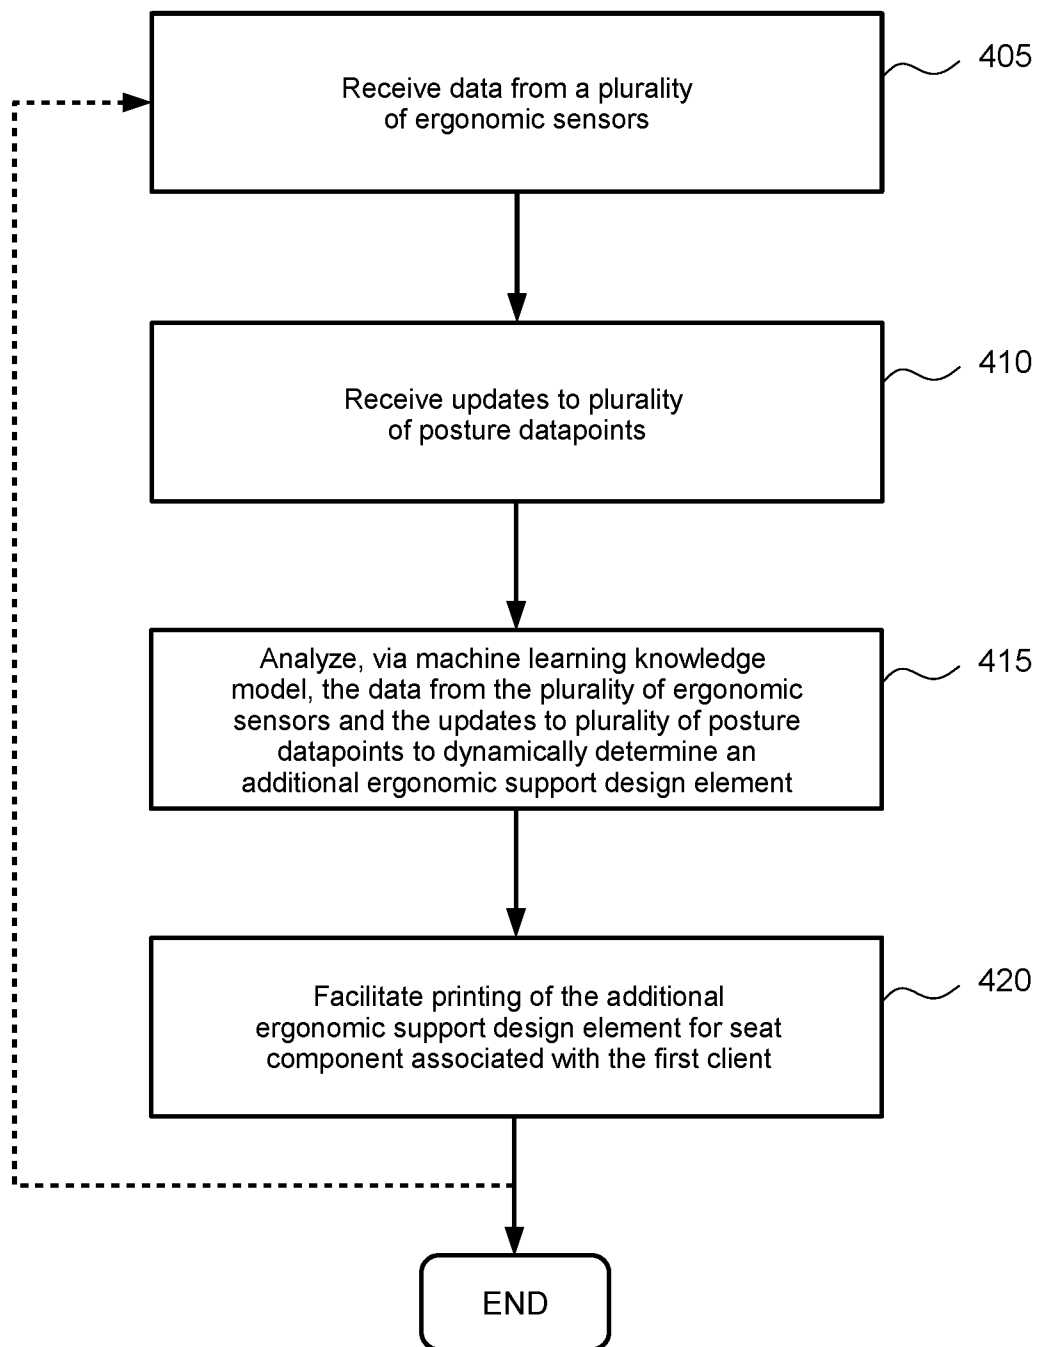 Receive data from a plurality
of ergonomic sensors
405
Receive updates to plurality
of posture datapoints
410
Analyze, via machine learning knowledge
model, the data from the plurality of ergonomic
sensors and the updates to plurality of posture
datapoints to dynamically determine an
additional ergonomic support design element
415
Facilitate printing of the additional
ergonomic support design element for seat
component associated with the first client
420
END